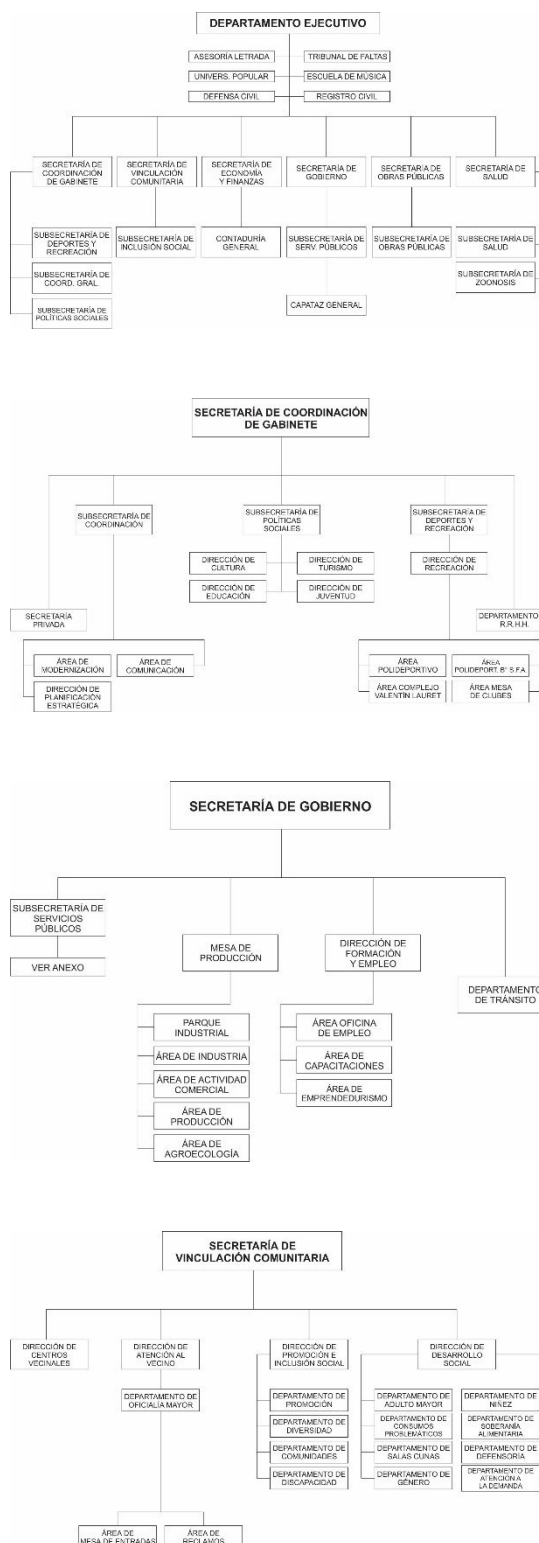 DEPARTAMENTO EJECUTIVO
ASESORÍA LETRADA
TRIBUNAL DE FALTAS
UNIVERS. POPULAR
ESCUELA DE MÚSICA
DEFENSA CIVIL
REGISTRO CIVIL
SECRETARÍA DE
COORDINACIÓN
DE GABINETE
SECRETARÍA DE
VINCULACIÓN
COMUNITARIA
SECRETARÍA DE
ECONOMÍA
Y FINANZAS
SECRETARÍA DE
GOBIERNO
SECRETARÍA DE
OBRAS PÚBLICAS
SECRETARÍA DE
SALUD
SUBSECRETARÍA DE
DEPORTES Y
RECREACIÓN
SUBSECRETARÍA DE
INCLUSIÓN SOCIAL
CONTADURÍA
GENERAL
SUBSECRETARÍA DE
SERV. PÚBLICOS
SUBSECRETARÍA DE
OBRAS PÚBLICAS
SUBSECRETARÍA DE
SALUD
SUBSECRETARÍA DE
COORD. GRAL.
SUBSECRETARÍA DE
ZOONOSIS
SUBSECRETARÍA DE
POLÍTICAS SOCIALES
CAPATAZ GENERAL
SECRETARÍA DE COORDINACIÓN
DE GABINETE
SUBSECRETARÍA DE
COORDINACIÓN
SUBSECRETARÍA DE
POLÍTICAS
SOCIALES
SUBSECRETARÍA DE
DEPORTES Y
RECREACIÓN
DIRECCIÓN DE
CULTURA
DIRECCIÓN DE
TURISMO
DIRECCIÓN DE
RECREACIÓN
DIRECCIÓN DE
EDUCACIÓN
DIRECCIÓN DE
JUVENTUD
SECRETARÍA
PRIVADA
DEPARTAMENTO
R.R.H.H.
ÁREA DE
MODERNIZACIÓN
ÁREA DE
COMUNICACIÓN
ÁREA
POLIDEPORTIVO
ÁREA
POLIDEPORT. B° S.F.A.
DIRECCIÓN DE
PLANIFICACIÓN
ESTRATÉGICA
ÁREA COMPLEJO
VALENTÍN LAURET
ÁREA MESA
DE CLUBES
SECRETARÍA DE GOBIERNO
SUBSECRETARÍA DE
SERVICIOS
PÚBLICOS
VER ANEXO
MESA DE
PRODUCCIÓN
DIRECCIÓN DE
FORMACIÓN
Y EMPLEO
DEPARTAMENTO
DE TRÁNSITO
PARQUE
INDUSTRIAL
ÁREA DE INDUSTRIA
ÁREA DE ACTIVIDAD
COMERCIAL
ÁREA DE
PRODUCCIÓN
ÁREA DE
AGROECOLOGÍA
ÁREA OFICINA
DE EMPLEO
ÁREA DE
CAPACITACIONES
ÁREA DE
EMPRENDEDURISMO
SECRETARÍA DE
VINCULACIÓN COMUNITARIA
DIRECCIÓN DE
CENTROS
VECINALES
DIRECCIÓN DE
ATENCIÓN AL
VECINO
DIRECCIÓN DE
PROMOCIÓN E
INCLUSIÓN SOCIAL
DIRECCIÓN DE
DESARROLLO
SOCIAL
DEPARTAMENTO DE
OFICIALÍA MAYOR
DEPARTAMENTO DE
PROMOCIÓN
DEPARTAMENTO DE
DIVERSIDAD
DEPARTAMENTO DE
COMUNIDADES
DEPARTAMENTO DE
DISCAPACIDAD
DEPARTAMENTO DE
ADULTO MAYOR
DEPARTAMENTO DE
CONSUMOS
PROBLEMÁTICOS
DEPARTAMENTO DE
SALAS CUNAS
DEPARTAMENTO DE
GÉNERO
DEPARTAMENTO DE
NIÑEZ
DEPARTAMENTO DE
SOBERANÍA
ALIMENTARIA
DEPARTAMENTO DE
DEFENSORÍA
DEPARTAMENTO DE
ATENCIÓN A
LA DEMANDA
ÁREA DE
MESA DE ENTRADAS
ÁREA DE
RECLAMOS